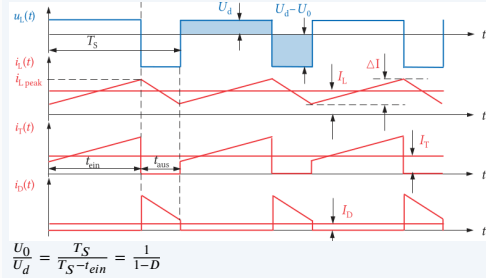 u_L(t)
U_d
U_d–U_0
t
T_S
i_L(t)
i_L peak
I_L
ΔI
t
i_T(t)
I_T
t_ein
t_aus
t
i_D(t)
I_D
t
U_0/U_d = T_S/(T_S−t_ein) = 1/(1−D)